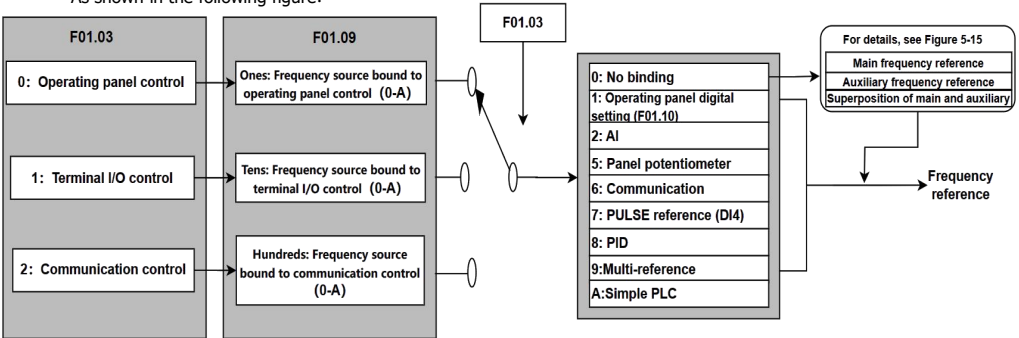 As shown in the following figure:
F01.03
0: Operating panel control
1: Terminal I/O control
2: Communication control
F01.09
Ones: Frequency source bound to
operating panel control (0-A)
Tens: Frequency source bound to
terminal I/O control (0-A)
Hundreds: Frequency source
bound to communication control
(0-A)
F01.03
0: No binding
1: Operating panel digital
setting (F01.10)
2: AI
5: Panel potentiometer
6: Communication
7: PULSE reference (DI4)
8: PID
9:Multi-reference
A:Simple PLC
For details, see Figure 5-15
Main frequency reference
Auxiliary frequency reference
Superposition of main and auxiliary
Frequency
reference